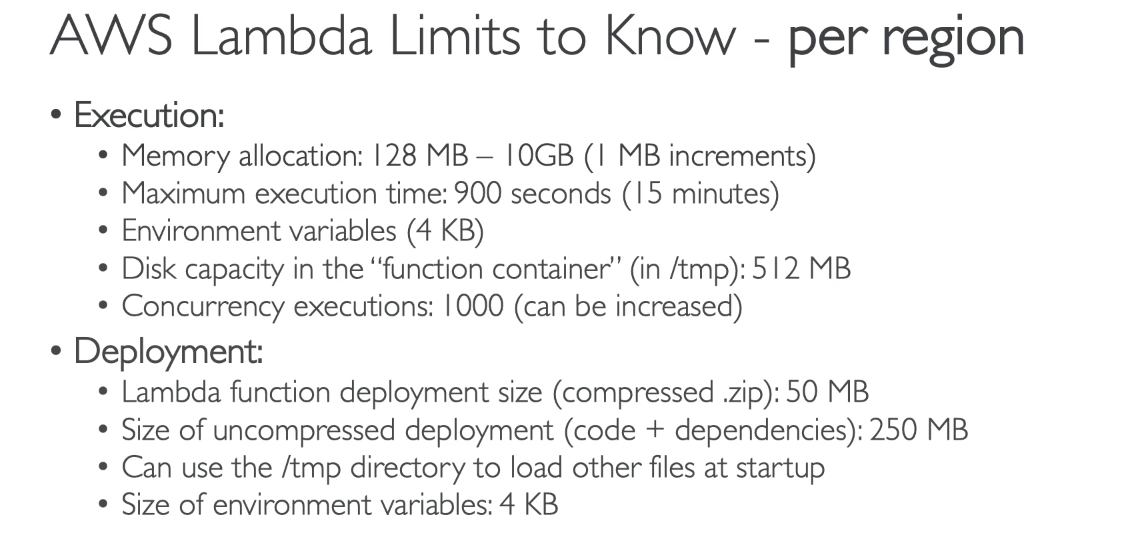 AWS Lambda Limits to Know - per region
• Execution:
• Memory allocation: 128 MB – 10GB (1 MB increments)
• Maximum execution time: 900 seconds (15 minutes)
• Environment variables (4 KB)
• Disk capacity in the “function container” (in /tmp): 512 MB
• Concurrency executions: 1000 (can be increased)
• Deployment:
• Lambda function deployment size (compressed .zip): 50 MB
• Size of uncompressed deployment (code + dependencies): 250 MB
• Can use the /tmp directory to load other files at startup
• Size of environment variables: 4 KB